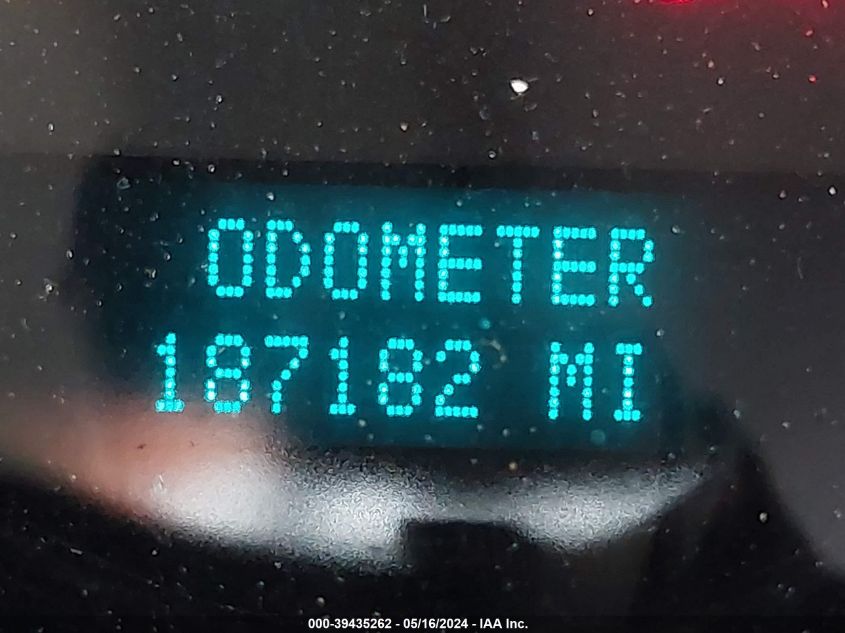 ODOMETER
187182 MI
000-39435262 - 05/16/2024 - IAA Inc.